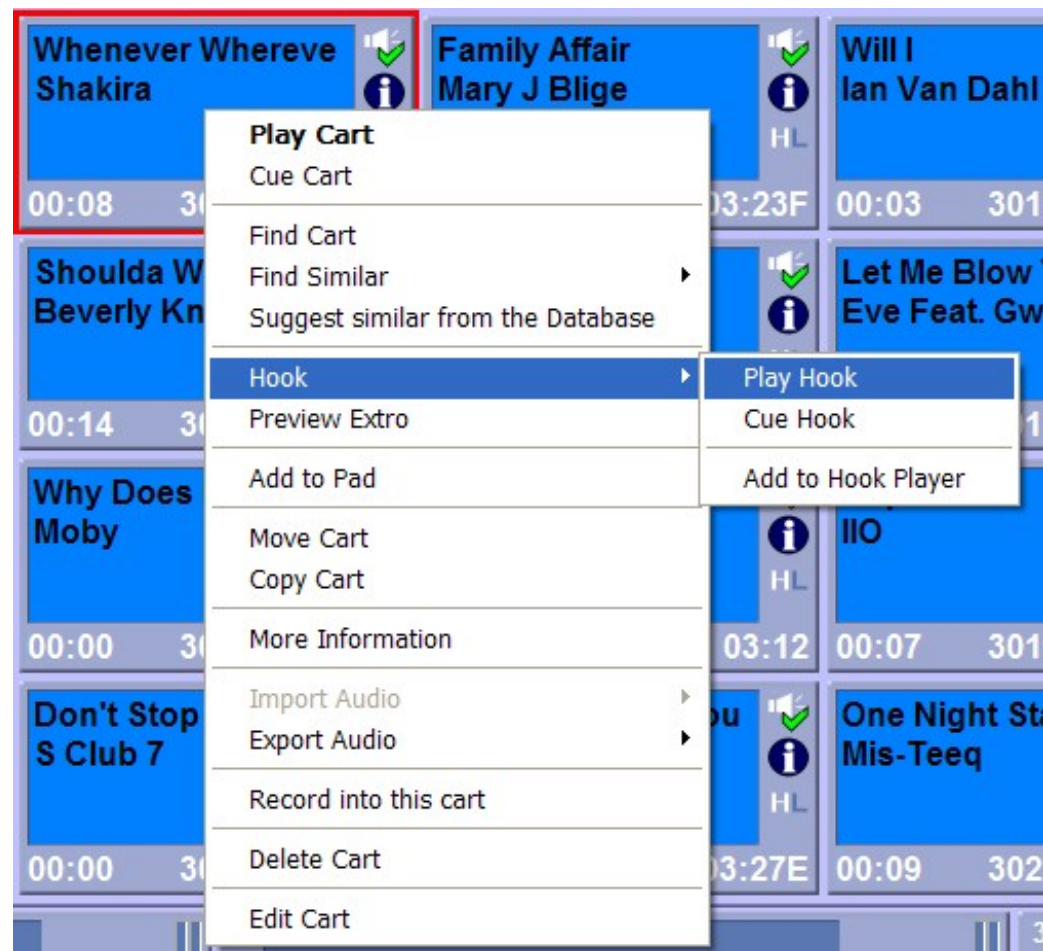 Whenever Whereve
Shakira
00:08
Family Affair
Mary J Blige
HL
03:23F
Will I
Ian Van Dahl
00:03 301
Play Cart
Cue Cart
Find Cart
Find Similar
Suggest similar from the Database
Hook
Preview Extro
Add to Pad
Move Cart
Copy Cart
More Information
Import Audio
Export Audio
Record into this cart
Delete Cart
Edit Cart
Play Hook
Cue Hook
Add to Hook Player
Shoulda W
Beverly Kn
00:14
Let Me Blow
Eve Feat. Gw
Why Does
Moby
00:00
HL
03:12
IIO
00:07 301
Don't Stop
S Club 7
00:00
ou
HL
03:27E
One Night Sta
Mis-Teeq
00:09 302